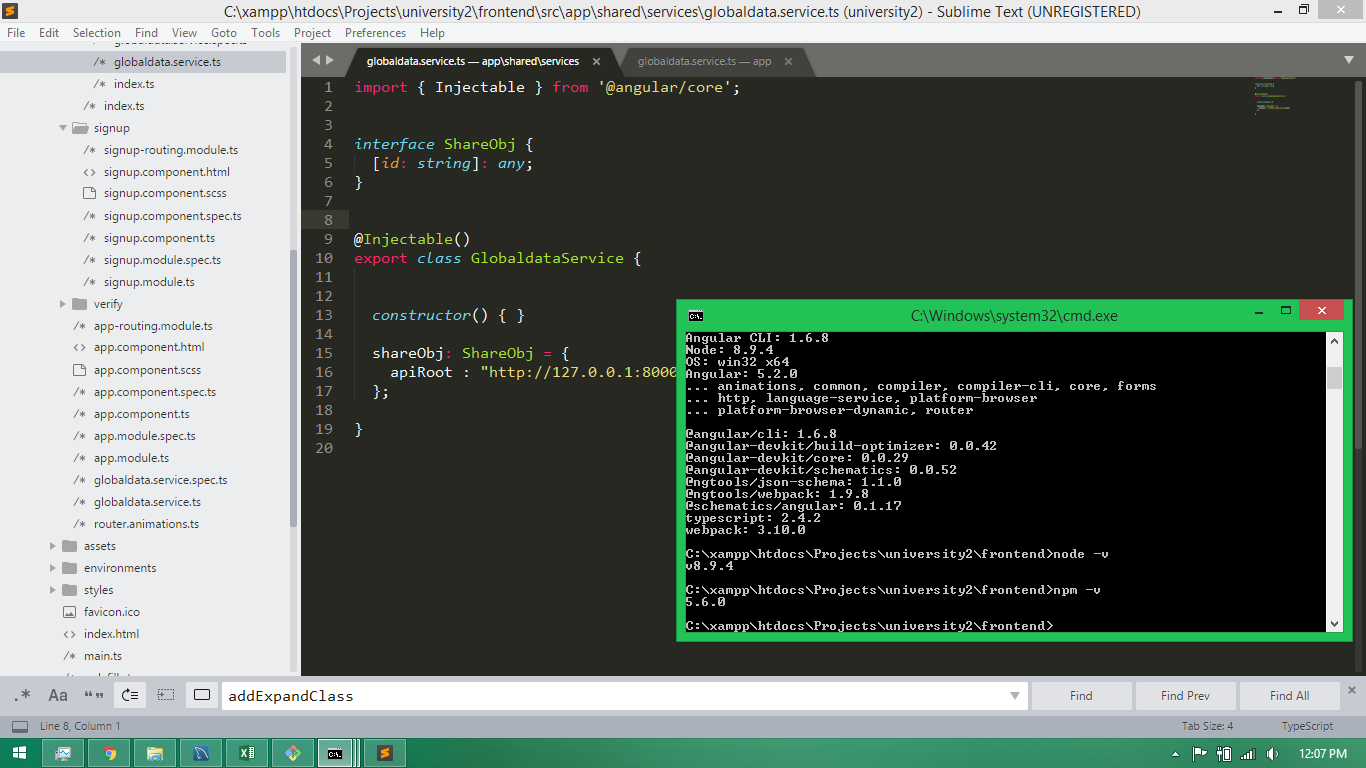 C:\xampp\htdocs\Projects\university2\frontend\src\app\shared\services\globaldata.service.ts (university2) - Sublime Text (UNREGISTERED)
File Edit Selection Find View Goto Tools Project Preferences Help
globaldata.service.ts
index.ts
index.ts
signup
signup-routing.module.ts
signup.component.html
signup.component.scss
signup.component.spec.ts
signup.component.ts
signup.module.spec.ts
signup.module.ts
verify
app-routing.module.ts
app.component.html
app.component.scss
app.component.spec.ts
app.component.ts
app.module.spec.ts
app.module.ts
globaldata.service.spec.ts
globaldata.service.ts
router.animations.ts
assets
environments
styles
favicon.ico
index.html
main.ts
globaldata.service.ts — app\shared\services
globaldata.service.ts — app
1 import { Injectable } from '@angular/core';
2
3
4 interface ShareObj {
5 [id: string]: any;
6 }
7
8
9 @Injectable()
10 export class GlobaldataService {
11
12
13 constructor() { }
14
15 shareObj: ShareObj = {
16 apiRoot : "http://127.0.0.1:8000
17 };
18
19 }
20
C:\Windows\system32\cmd.exe
Angular CLI: 1.6.8
Node: 8.9.4
OS: win32 x64
Angular: 5.2.0
... animations, common, compiler, compiler-cli, core, forms
... http, language-service, platform-browser
... platform-browser-dynamic, router
@angular/cli: 1.6.8
@angular-devkit/build-optimizer: 0.0.42
@angular-devkit/core: 0.0.29
@angular-devkit/schematics: 0.0.52
@ngtools/json-schema: 1.1.0
@ngtools/webpack: 1.9.8
@schematics/angular: 0.1.17
typescript: 2.4.2
webpack: 3.10.0
C:\xampp\htdocs\Projects\university2\frontend>node -v
v8.9.4
C:\xampp\htdocs\Projects\university2\frontend>npm -v
5.6.0
C:\xampp\htdocs\Projects\university2\frontend>
.* Aa “” addExpandClass Find Find Prev Find All
Line 8, Column 1 Tab Size: 4 TypeScript
12:07 PM